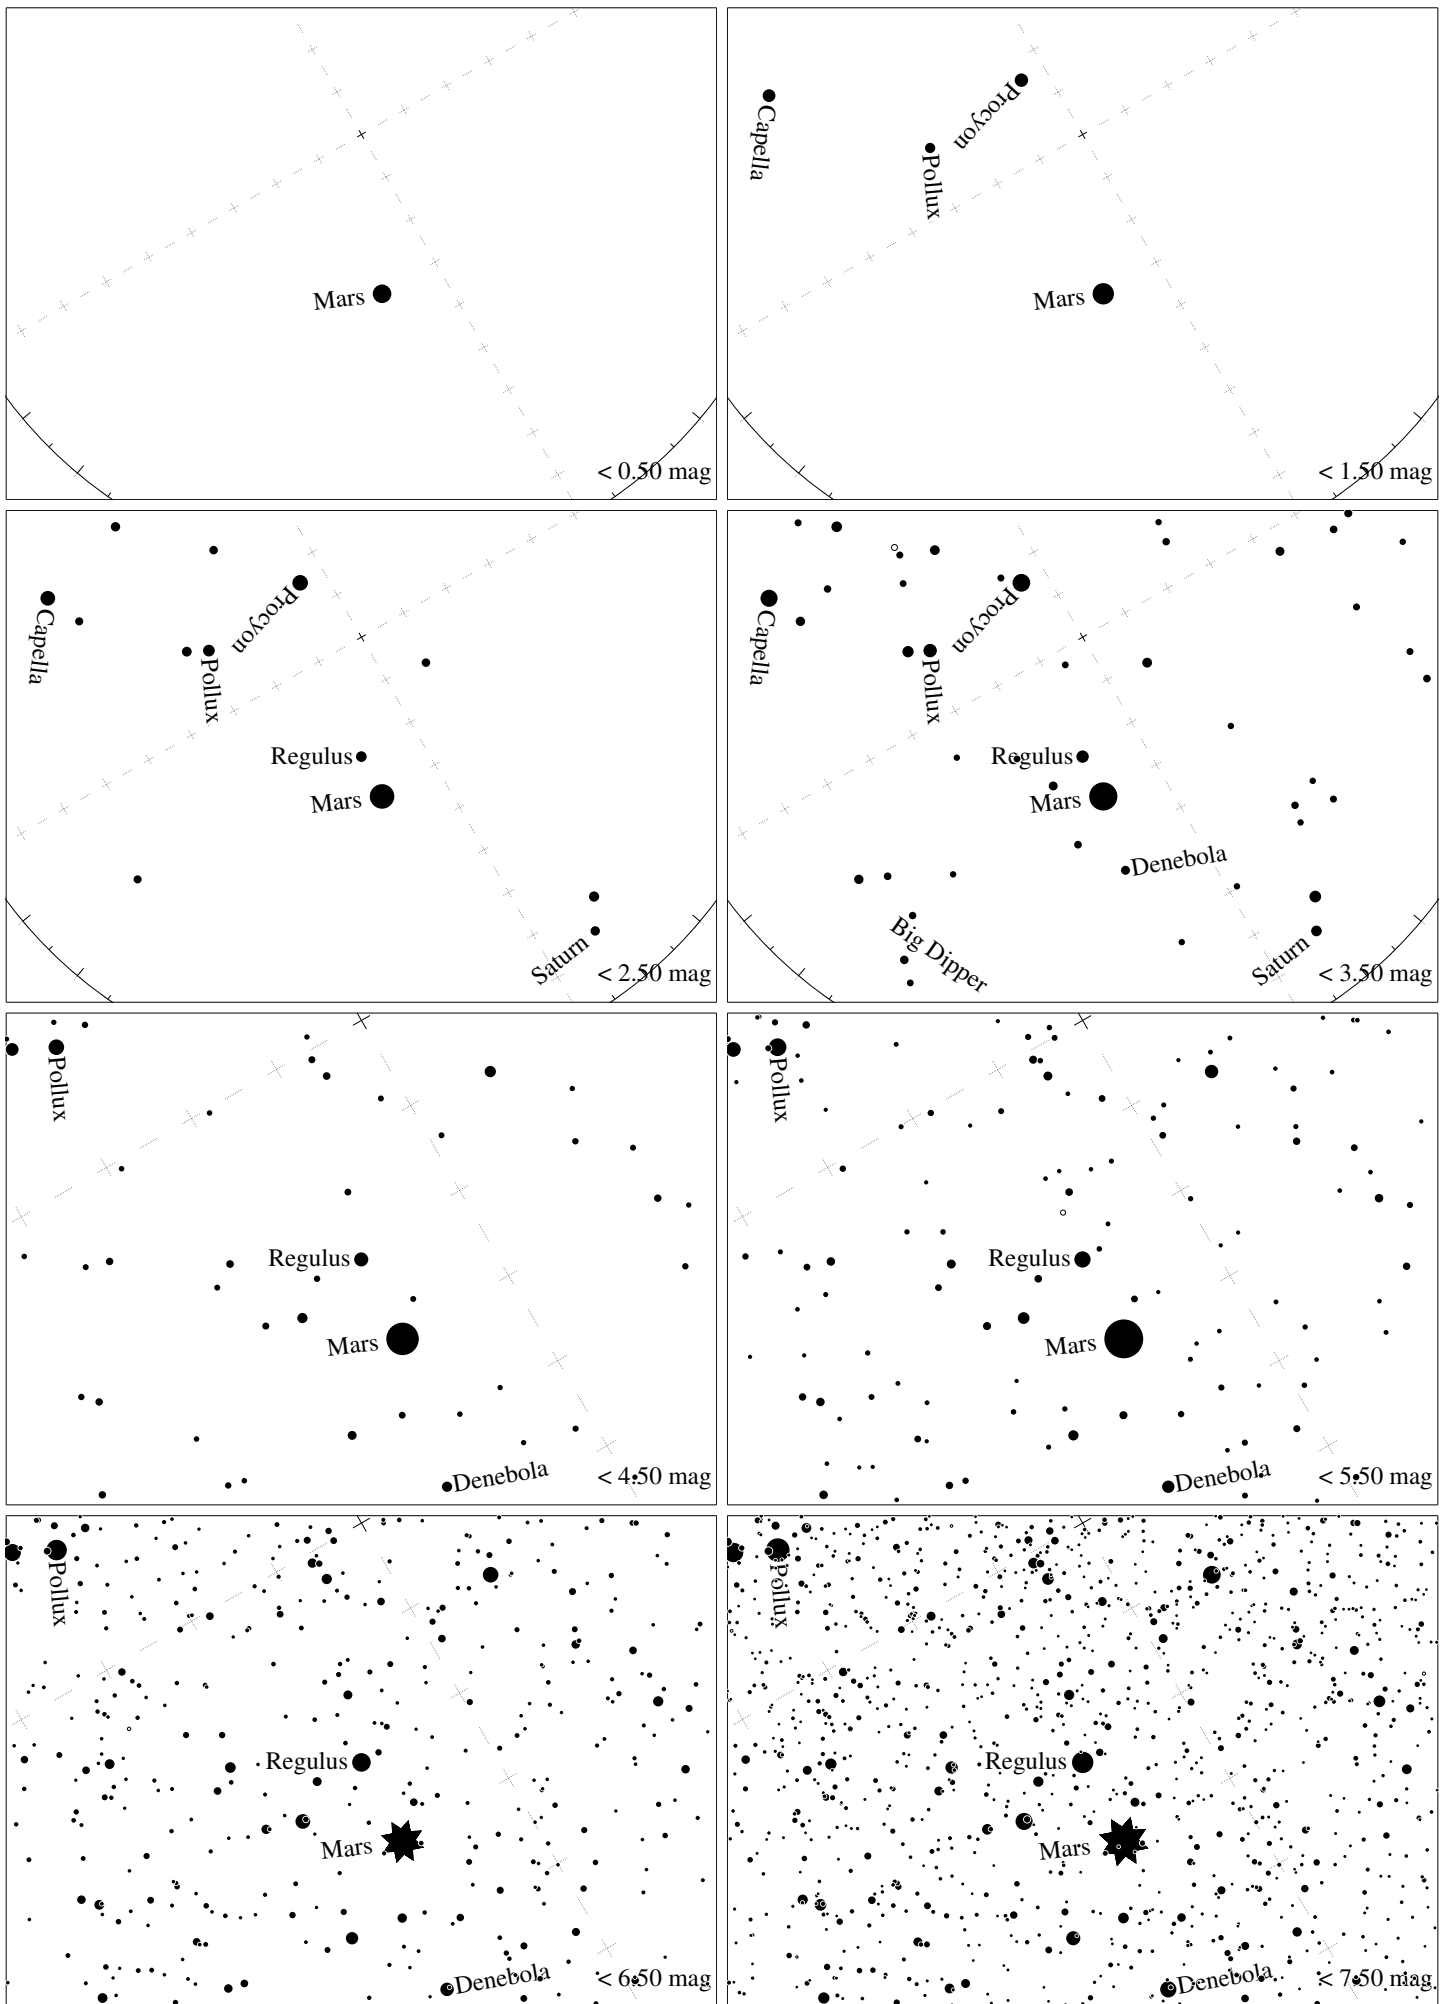 Mars
< 0.50 mag
Capella
Procyon
Pollux
Mars
< 1.50 mag
Capella
Procyon
Pollux
Regulus
Mars
Saturn
< 2.50 mag
Capella
Procyon
Pollux
Regulus
Mars
Denebola
Big Dipper
Saturn
< 3.50 mag
Pollux
Regulus
Mars
Denebola
< 4.50 mag
Pollux
Regulus
Mars
Denebola
< 5.50 mag
Pollux
Regulus
Mars
Denebola
< 6.50 mag
Pollux
Regulus
Mars
Denebola
< 7.50 mag